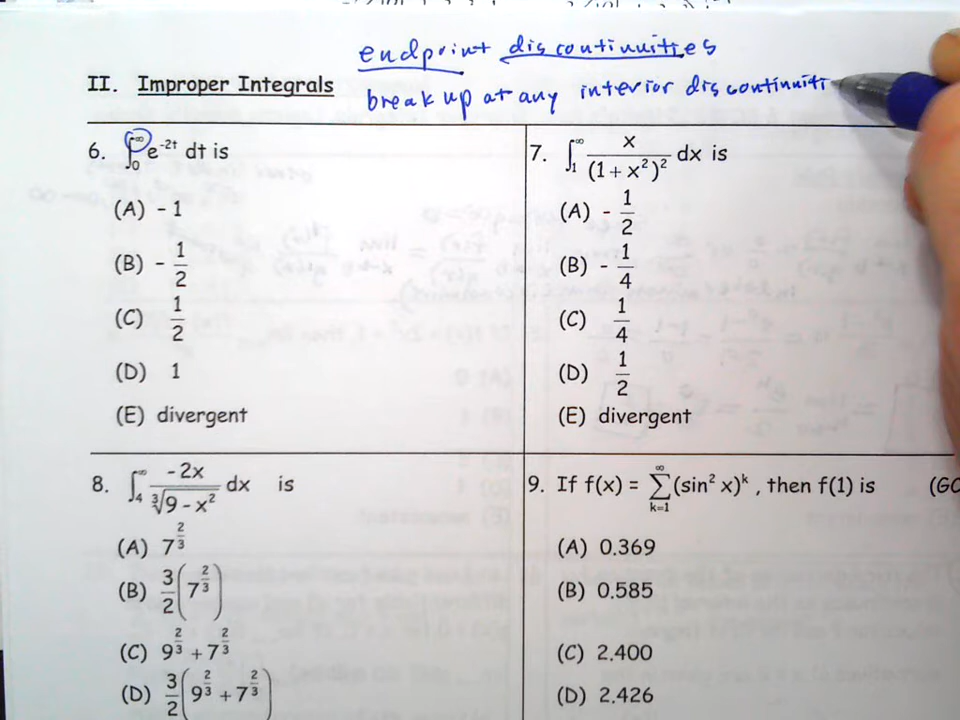 endpoint discontinuities
II. Improper Integrals
break up at any interior discontinuiti
6. ∫₀^∞ e⁻²ᵗ dt is
(A) - 1
(B) - 1/2
(C) 1/2
(D) 1
(E) divergent
7. ∫₁^∞ x/(1 + x²)² dx is
(A) - 1/2
(B) - 1/4
(C) 1/4
(D) 1/2
(E) divergent
8. ∫₄^∞ -2x/∛(9 - x²) dx is
(A) 7^(2/3)
(B) 3/2 (7^(2/3))
(C) 9^(2/3) + 7^(2/3)
(D) 3/2 (9^(2/3) + 7^(2/3))
9. If f(x) = ∑_(k=1)^∞ (sin² x)^k , then f(1) is (GC
(A) 0.369
(B) 0.585
(C) 2.400
(D) 2.426